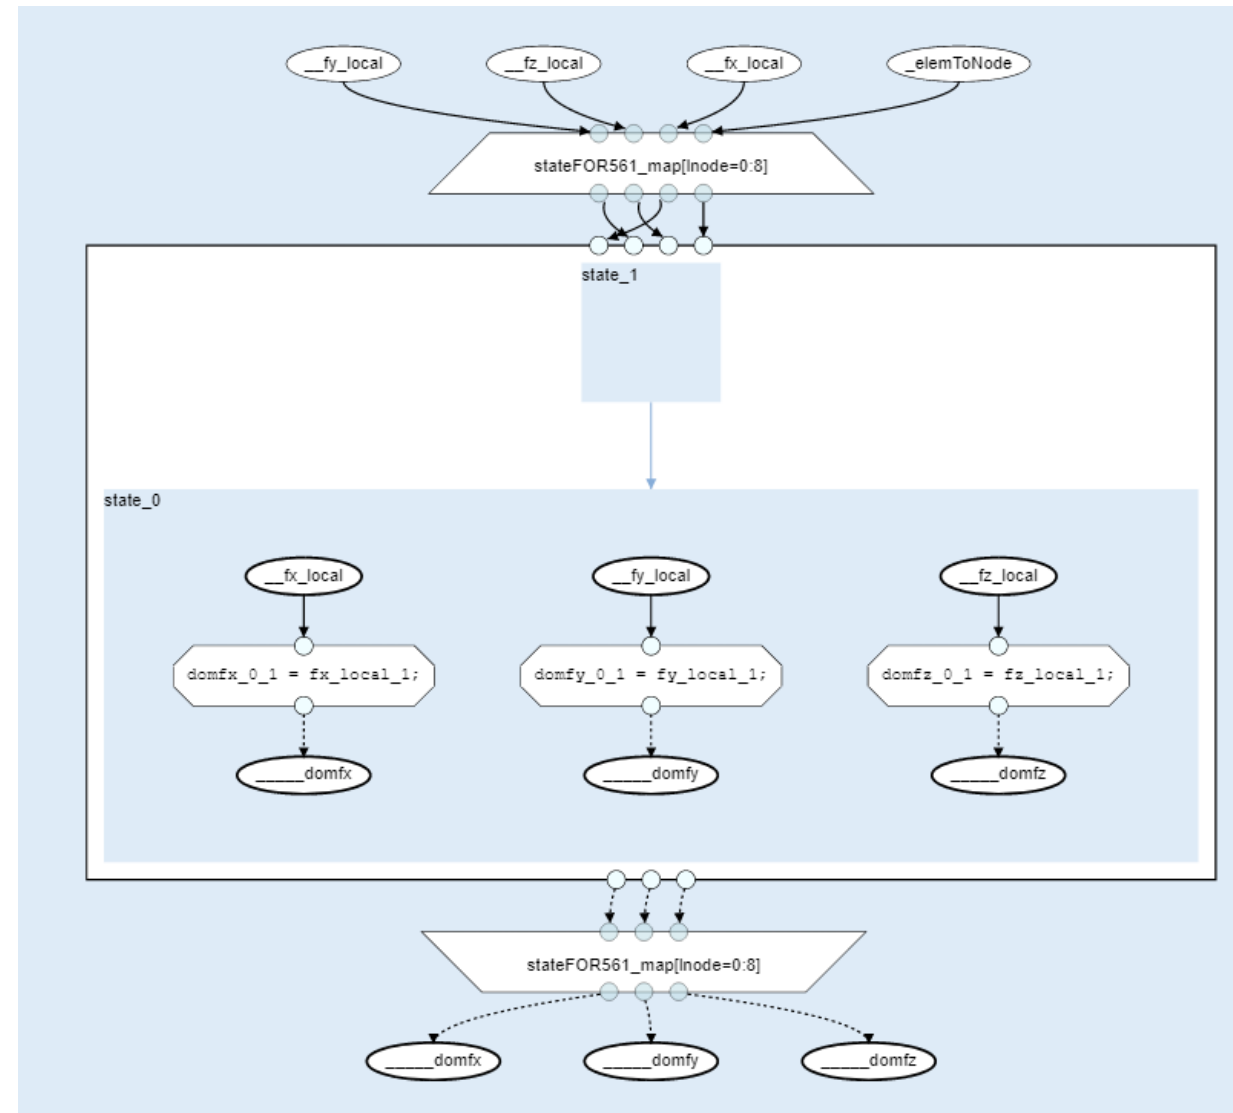 __fy_local
__fz_local
__fx_local
_elemToNode
stateFOR561_map[lnode=0:8]
state_1
state_0
__fx_local
__fy_local
__fz_local
domfx_0_1 = fx_local_1;
domfy_0_1 = fy_local_1;
domfz_0_1 = fz_local_1;
_____domfx
_____domfy
_____domfz
stateFOR561_map[lnode=0:8]
_____domfx
_____domfy
_____domfz